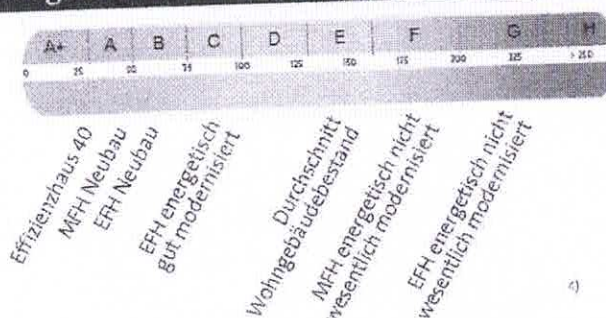 A+ A B C D E F G H
0 25 50 75 100 125 150 175 200 225 > 250
Effizienzhaus 40
MFH Neubau
EFH Neubau
EFH energetisch
gut modernisiert
Durchschnitt
Wohngebäudebestand
MFH energetisch nicht
wesentlich modernisiert
EFH energetisch nicht
wesentlich modernisiert
4)